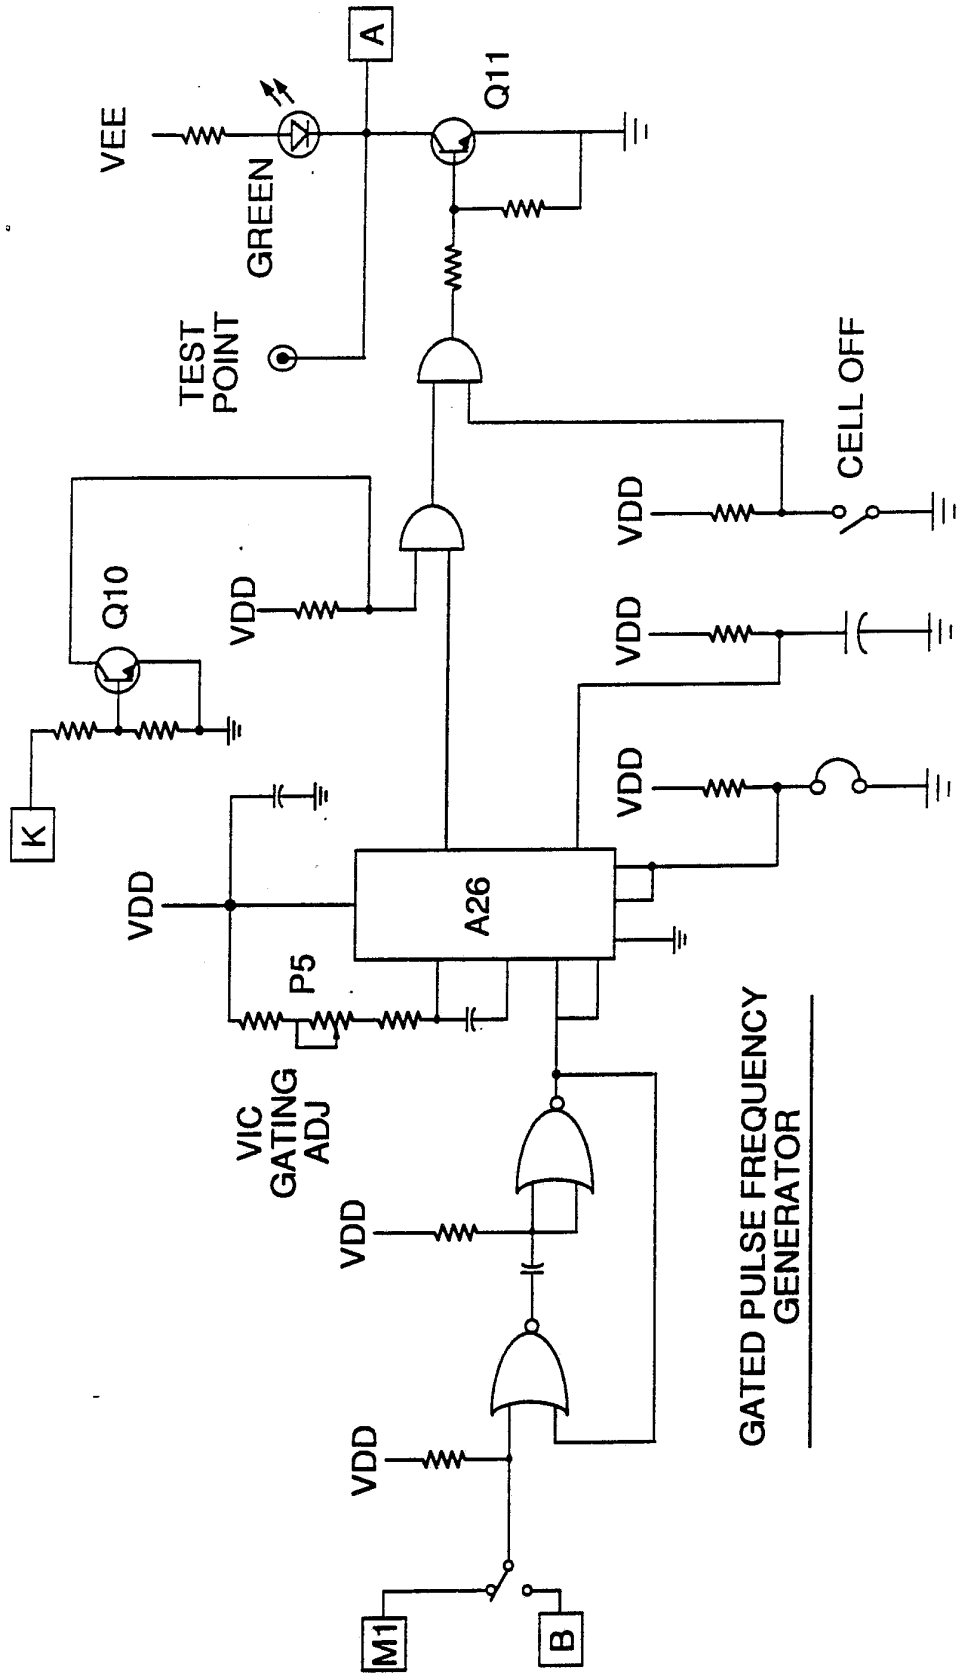 K
Q10
VDD
VDD
TEST
POINT
GREEN
VEE
A
Q11
VIC
GATING
ADJ
P5
VDD
A26
VDD
M1
B
VDD
VDD
VDD
CELL OFF
GATED PULSE FREQUENCY
GENERATOR